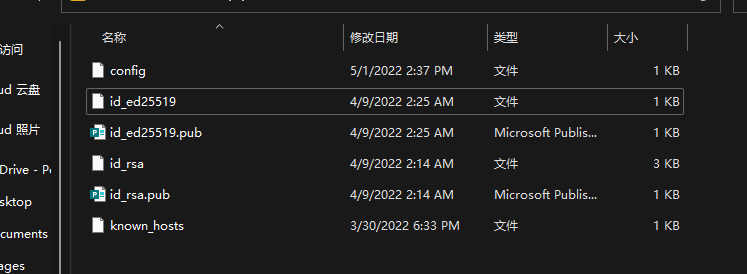 名称 修改日期 类型 大小
访问
config 5/1/2022 2:37 PM 文件 1 KB
ud 云盘
id_ed25519 4/9/2022 2:25 AM 文件 1 KB
ud 照片
id_ed25519.pub 4/9/2022 2:25 AM Microsoft Publis... 1 KB
Drive - Pe
id_rsa 4/9/2022 2:14 AM 文件 3 KB
sktop
id_rsa.pub 4/9/2022 2:14 AM Microsoft Publis... 1 KB
cuments
known_hosts 3/30/2022 6:33 PM 文件 1 KB
ages